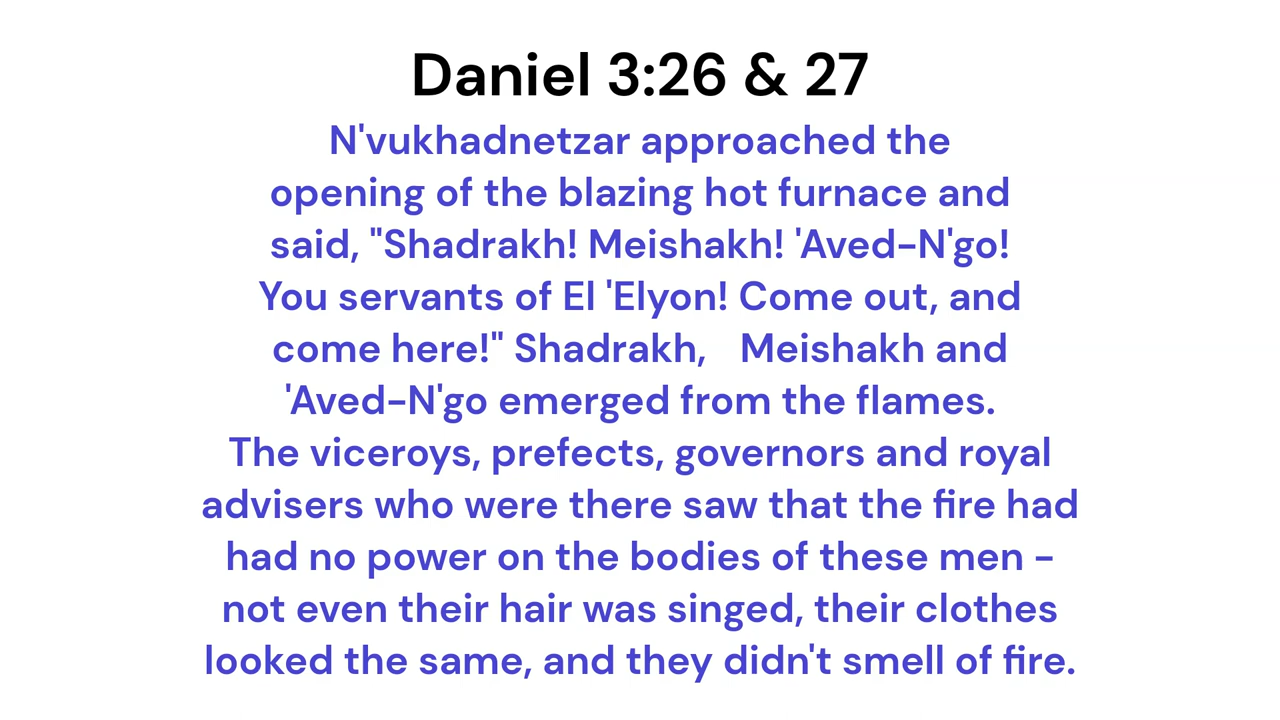 Daniel 3:26 & 27
N'vukhadnetzar approached the
opening of the blazing hot furnace and
said, "Shadrakh! Meishakh! 'Aved-N'go!
You servants of El 'Elyon! Come out, and
come here!" Shadrakh,   Meishakh and
'Aved-N'go emerged from the flames.
The viceroys, prefects, governors and royal
advisers who were there saw that the fire had
had no power on the bodies of these men -
not even their hair was singed, their clothes
looked the same, and they didn't smell of fire.